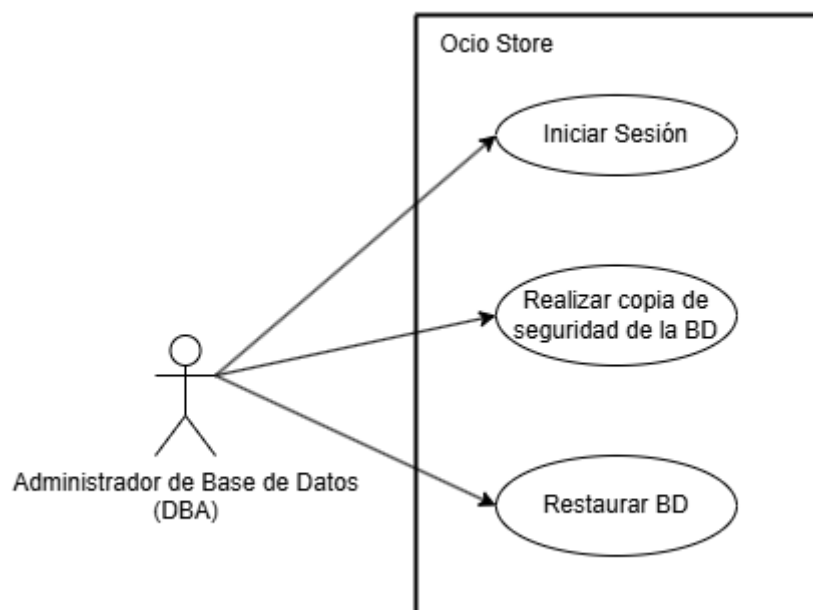 Ocio Store
Iniciar Sesión
Realizar copia de
seguridad de la BD
Administrador de Base de Datos
(DBA)
Restaurar BD